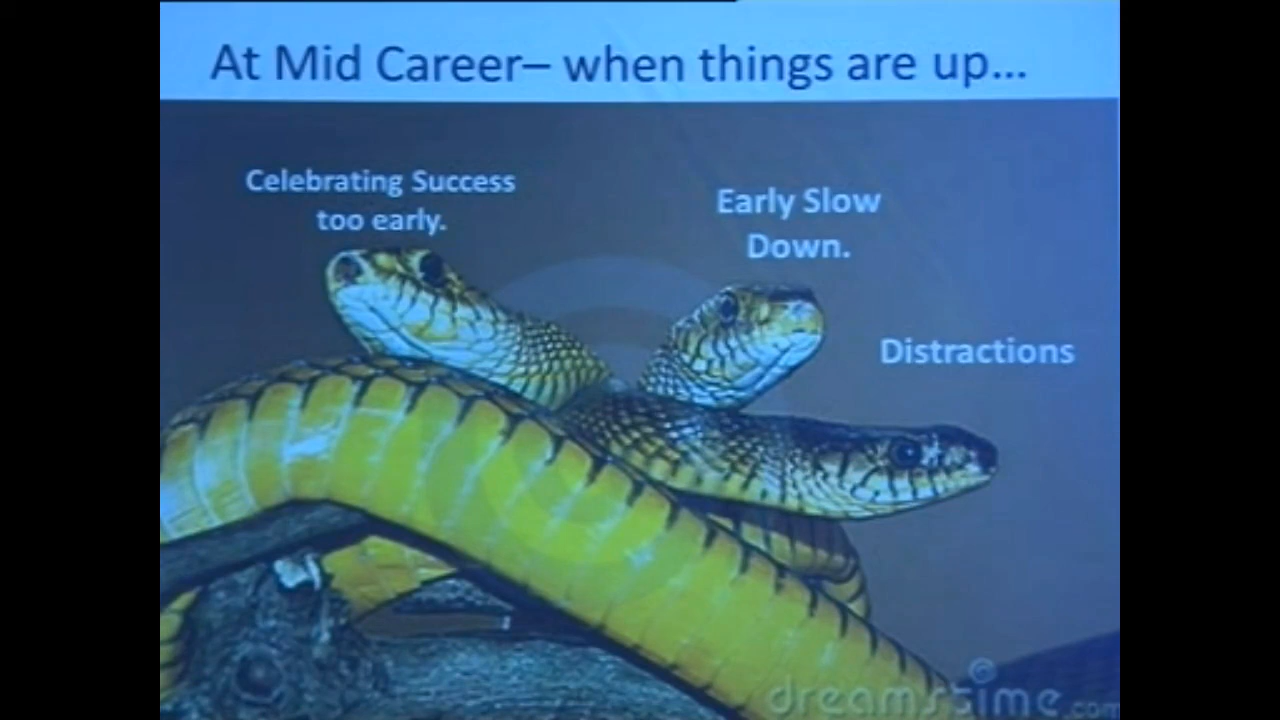 At Mid Career– when things are up...
Celebrating Success
too early.
Early Slow
Down.
Distractions
dreamstime.com